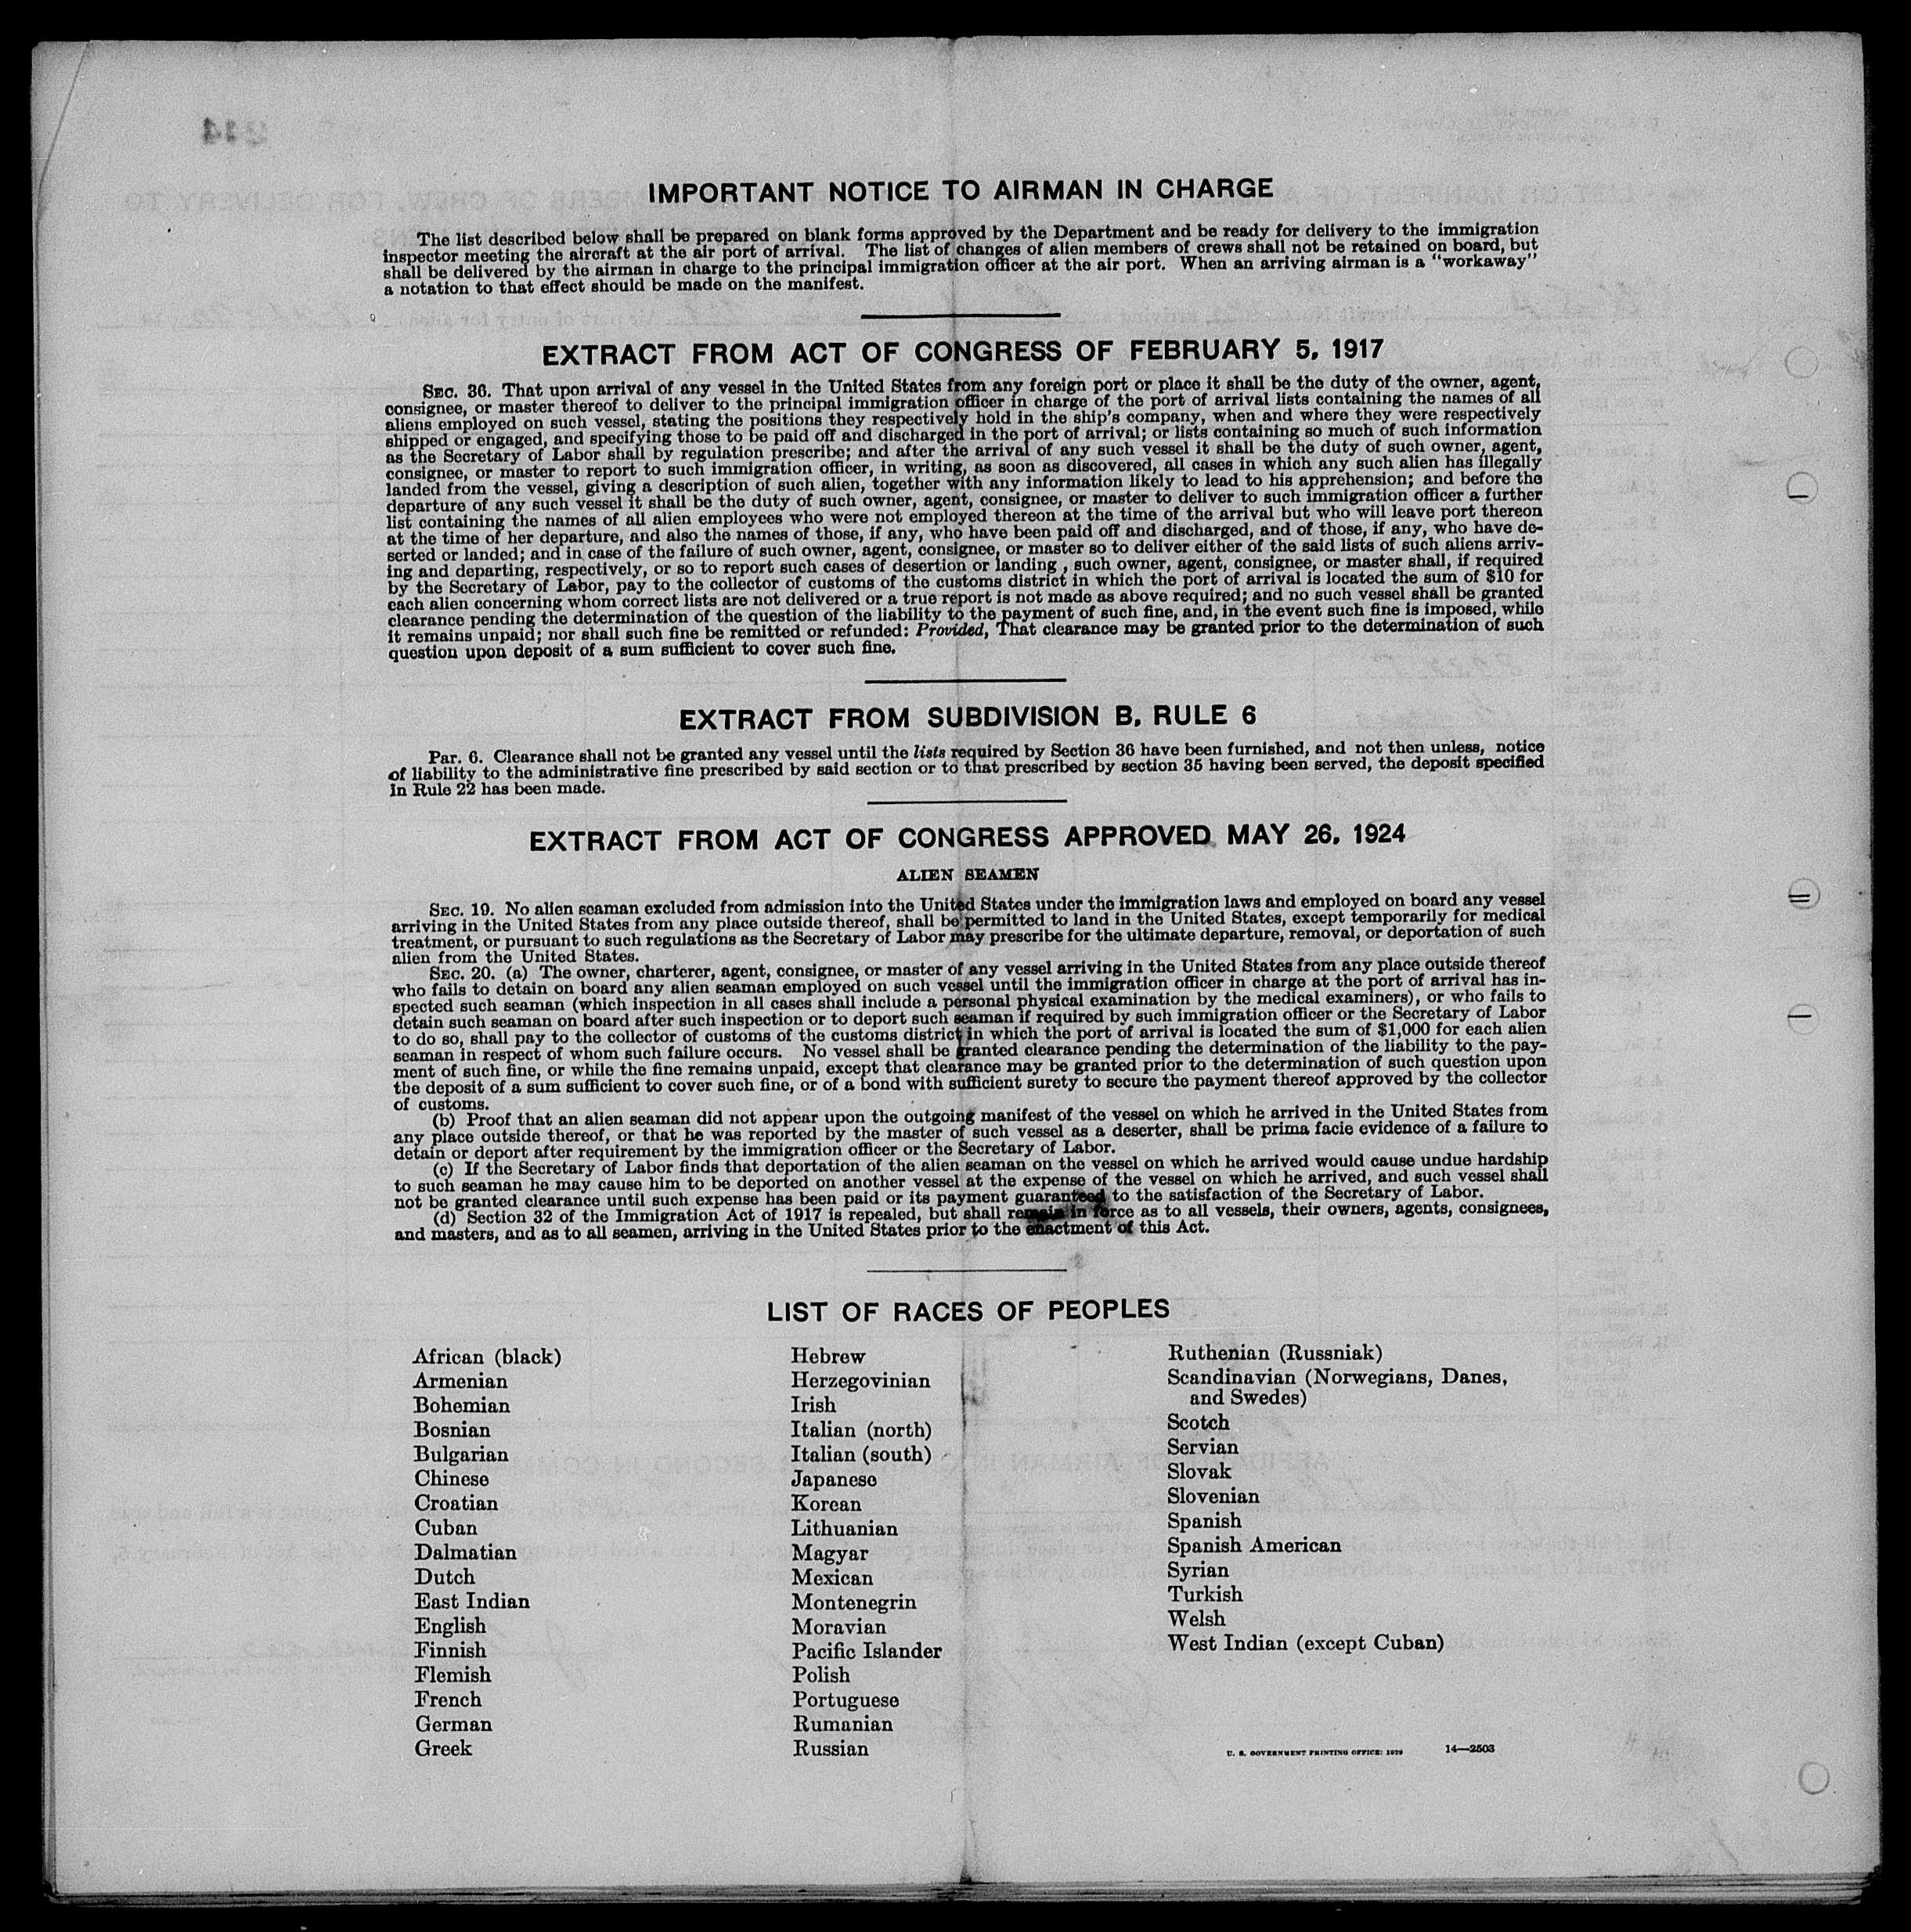 IMPORTANT NOTICE TO AIRMAN IN CHARGE
The list described below shall be prepared on blank forms approved by the Department and be ready for delivery to the immigration
inspector meeting the aircraft at the air port of arrival. The list of changes of alien members of crews shall not be retained on board, but
shall be delivered by the airman in charge to the principal immigration officer at the air port. When an arriving airman is a "workaway"
a notation to that effect should be made on the manifest.
EXTRACT FROM ACT OF CONGRESS OF FEBRUARY 5, 1917
SEC. 36. That upon arrival of any vessel in the United States from any foreign port or place it shall be the duty of the owner, agent,
consignee, or master thereof to deliver to the principal immigration officer in charge of the port of arrival lists containing the names of all
aliens employed on such vessel, stating the positions they respectively hold in the ship's company, when and where they were respectively
shipped or engaged, and specifying those to be paid off and discharged in the port of arrival; or lists containing so much of such information
as the Secretary of Labor shall by regulation prescribe; and after the arrival of any such vessel it shall be the duty of such owner, agent,
consignee, or master to report to such immigration officer, in writing, as soon as discovered, all cases in which any such alien has illegally
landed from the vessel, giving a description of such alien, together with any information likely to lead to his apprehension; and before the
departure of any such vessel it shall be the duty of such owner, agent, consignee, or master to deliver to such immigration officer a further
list containing the names of all alien employees who were not employed thereon at the time of the arrival but who will leave port thereon
at the time of her departure, and also the names of those, if any, who have been paid off and discharged, and of those, if any, who have de-
serted or landed; and in case of the failure of such owner, agent, consignee, or master so to deliver either of the said lists of such aliens arriv-
ing and departing, respectively, or so to report such cases of desertion or landing , such owner, agent, consignee, or master shall, if required
by the Secretary of Labor, pay to the collector of customs of the customs district in which the port of arrival is located the sum of $10 for
each alien concerning whom correct lists are not delivered or a true report is not made as above required; and no such vessel shall be granted
clearance pending the determination of the question of the liability to the payment of such fine, and, in the event such fine is imposed, while
it remains unpaid; nor shall such fine be remitted or refunded: Provided, That clearance may be granted prior to the determination of such
question upon deposit of a sum sufficient to cover such fine.
EXTRACT FROM SUBDIVISION B, RULE 6
Par. 6. Clearance shall not be granted any vessel until the lists required by Section 36 have been furnished, and not then unless, notice
of liability to the administrative fine prescribed by said section or to that prescribed by section 35 having been served, the deposit specified
in Rule 22 has been made.
EXTRACT FROM ACT OF CONGRESS APPROVED MAY 26, 1924
ALIEN SEAMEN
SEC. 19. No alien seaman excluded from admission into the United States under the immigration laws and employed on board any vessel
arriving in the United States from any place outside thereof, shall be permitted to land in the United States, except temporarily for medical
treatment, or pursuant to such regulations as the Secretary of Labor may prescribe for the ultimate departure, removal, or deportation of such
alien from the United States.
SEC. 20. (a) The owner, charterer, agent, consignee, or master of any vessel arriving in the United States from any place outside thereof
who fails to detain on board any alien seaman employed on such vessel until the immigration officer in charge at the port of arrival has in-
spected such seaman (which inspection in all cases shall include a personal physical examination by the medical examiners), or who fails to
detain such seaman on board after such inspection or to deport such seaman if required by such immigration officer or the Secretary of Labor
to do so, shall pay to the collector of customs of the customs district in which the port of arrival is located the sum of $1,000 for each alien
seaman in respect of whom such failure occurs. No vessel shall be granted clearance pending the determination of the liability to the pay-
ment of such fine, or while the fine remains unpaid, except that clearance may be granted prior to the determination of such question upon
the deposit of a sum sufficient to cover such fine, or of a bond with sufficient surety to secure the payment thereof approved by the collector
of customs.
(b) Proof that an alien seaman did not appear upon the outgoing manifest of the vessel on which he arrived in the United States from
any place outside thereof, or that he was reported by the master of such vessel as a deserter, shall be prima facie evidence of a failure to
detain or deport after requirement by the immigration officer or the Secretary of Labor.
(c) If the Secretary of Labor finds that deportation of the alien seaman on the vessel on which he arrived would cause undue hardship
to such seaman he may cause him to be deported on another vessel at the expense of the vessel on which he arrived, and such vessel shall
not be granted clearance until such expense has been paid or its payment guaranteed to the satisfaction of the Secretary of Labor.
(d) Section 32 of the Immigration Act of 1917 is repealed, but shall remain in force as to all vessels, their owners, agents, consignees,
and masters, and as to all seamen, arriving in the United States prior to the enactment of this Act.
LIST OF RACES OF PEOPLES
African (black)
Armenian
Bohemian
Bosnian
Bulgarian
Chinese
Croatian
Cuban
Dalmatian
Dutch
East Indian
English
Finnish
Flemish
French
German
Greek
Hebrew
Herzegovinian
Irish
Italian (north)
Italian (south)
Japanese
Korean
Lithuanian
Magyar
Mexican
Montenegrin
Moravian
Pacific Islander
Polish
Portuguese
Rumanian
Russian
Ruthenian (Russniak)
Scandinavian (Norwegians, Danes,
and Swedes)
Scotch
Servian
Slovak
Slovenian
Spanish
Spanish American
Syrian
Turkish
Welsh
West Indian (except Cuban)
U. S. GOVERNMENT PRINTING OFFICE: 1929 14—2503